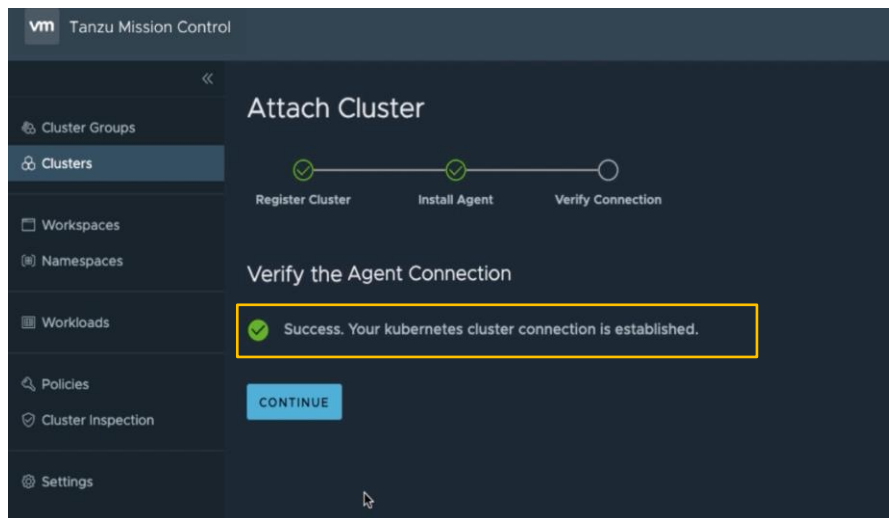 vm Tanzu Mission Control
«
Cluster Groups
Clusters
Workspaces
Namespaces
Workloads
Policies
Cluster Inspection
Settings
Attach Cluster
Register Cluster Install Agent Verify Connection
Verify the Agent Connection
Success. Your kubernetes cluster connection is established.
CONTINUE